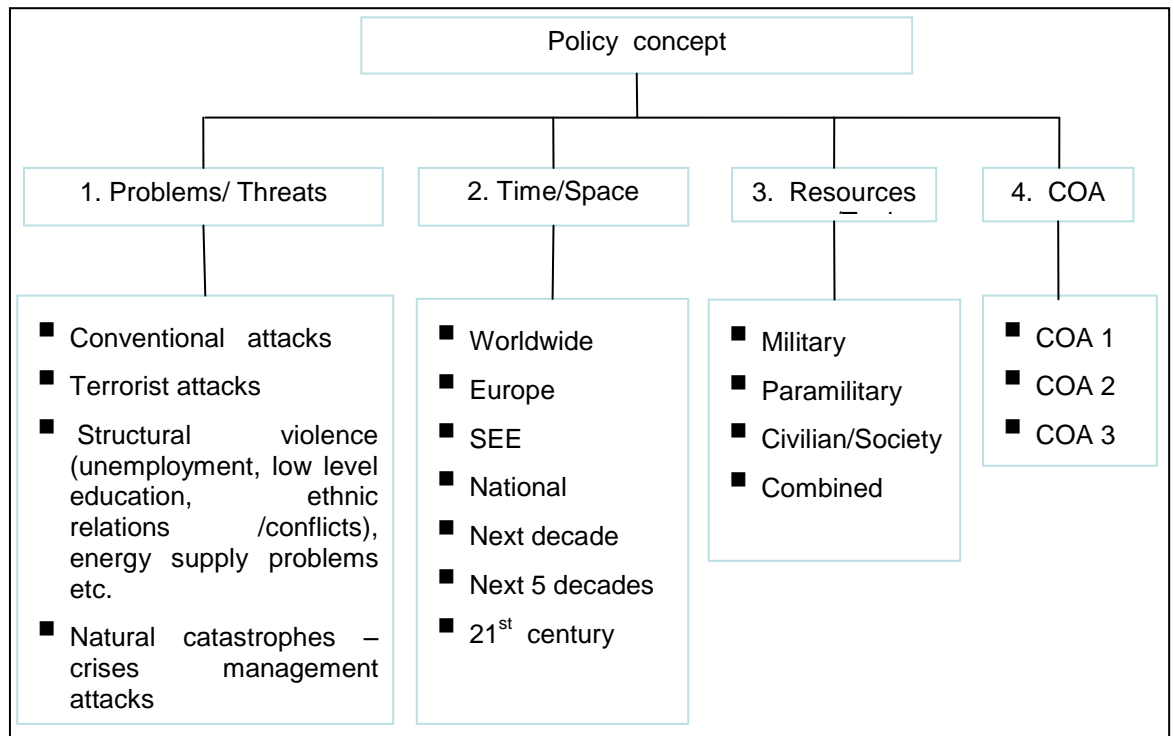 Policy concept
1. Problems/ Threats
2. Time/Space
3. Resources
4. COA
■ Conventional attacks
■ Terrorist attacks
■ Structural violence
(unemployment, low level
education, ethnic
relations /conflicts),
energy supply problems
etc.
■ Natural catastrophes –
crises management
attacks
■ Worldwide
■ Europe
■ SEE
■ National
■ Next decade
■ Next 5 decades
■ 21st century
■ Military
■ Paramilitary
■ Civilian/Society
■ Combined
■ COA 1
■ COA 2
■ COA 3